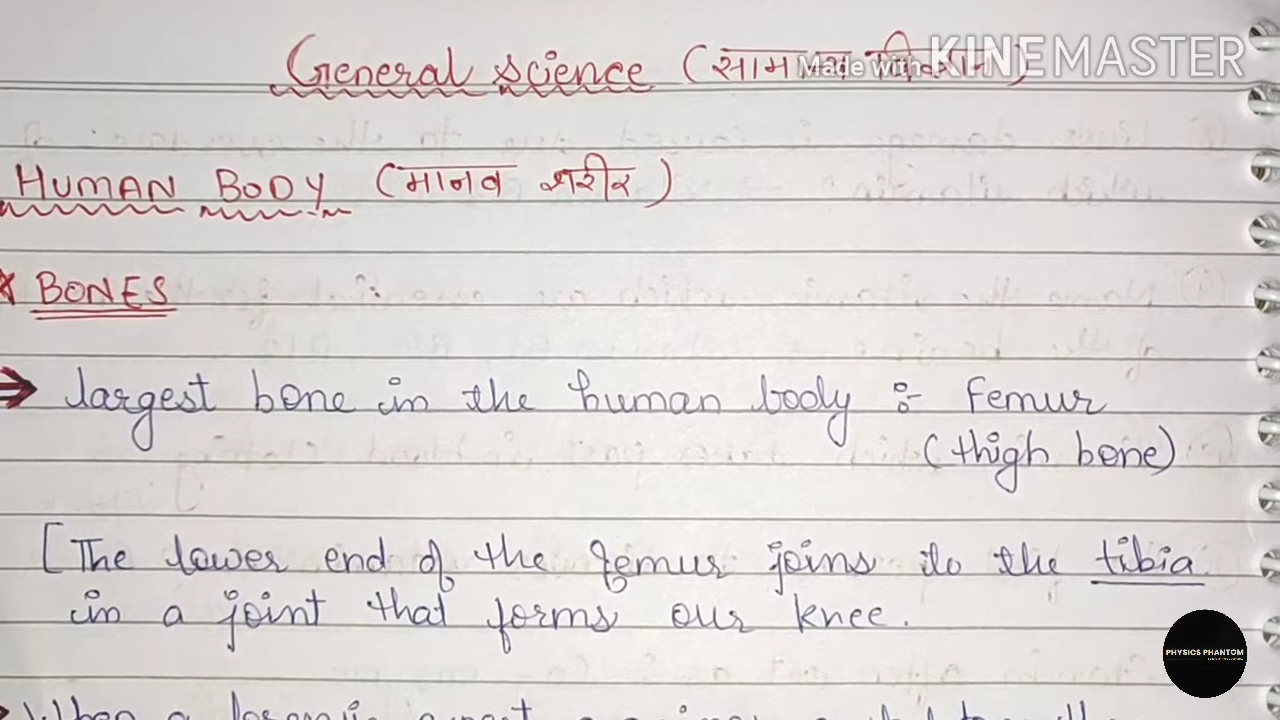 General science (सामान्य विज्ञान)
Made with KINEMASTER
HUMAN BODY (मानव शरीर)
BONES
⇒ largest bone in the human body :- Femur
(thigh bone)
[The lower end of the femur joins to the tibia
in a joint that forms our knee.
PHYSICS PHANTOM
When a